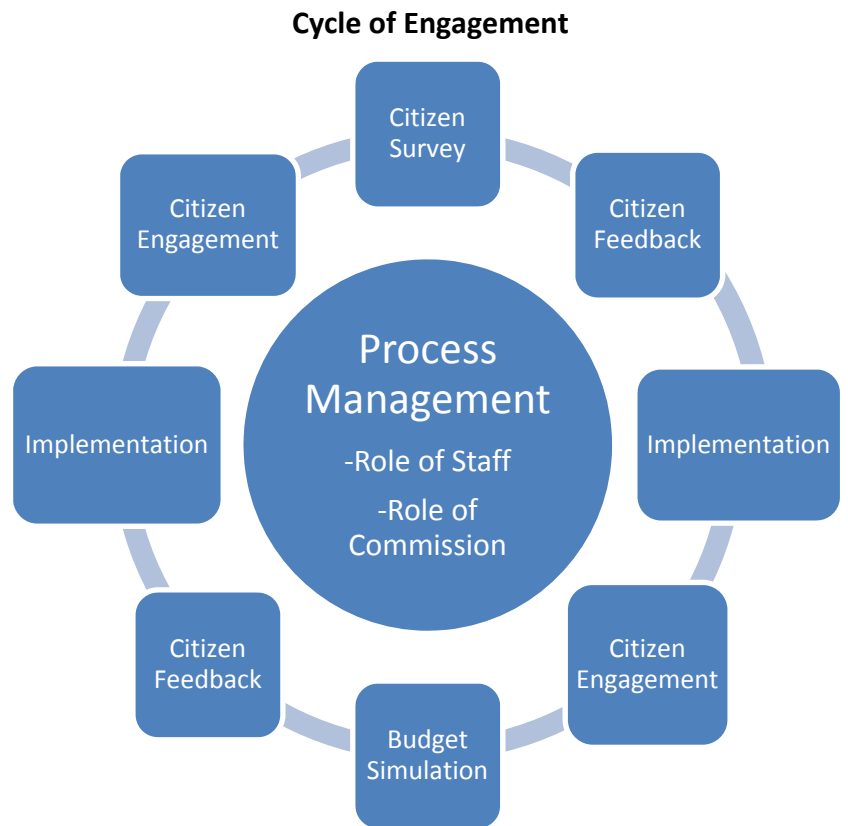 Cycle of Engagement
Citizen
Survey
Citizen
Feedback
Implementation
Citizen
Engagement
Budget
Simulation
Citizen
Feedback
Implementation
Citizen
Engagement
Process
Management
-Role of Staff
-Role of
Commission